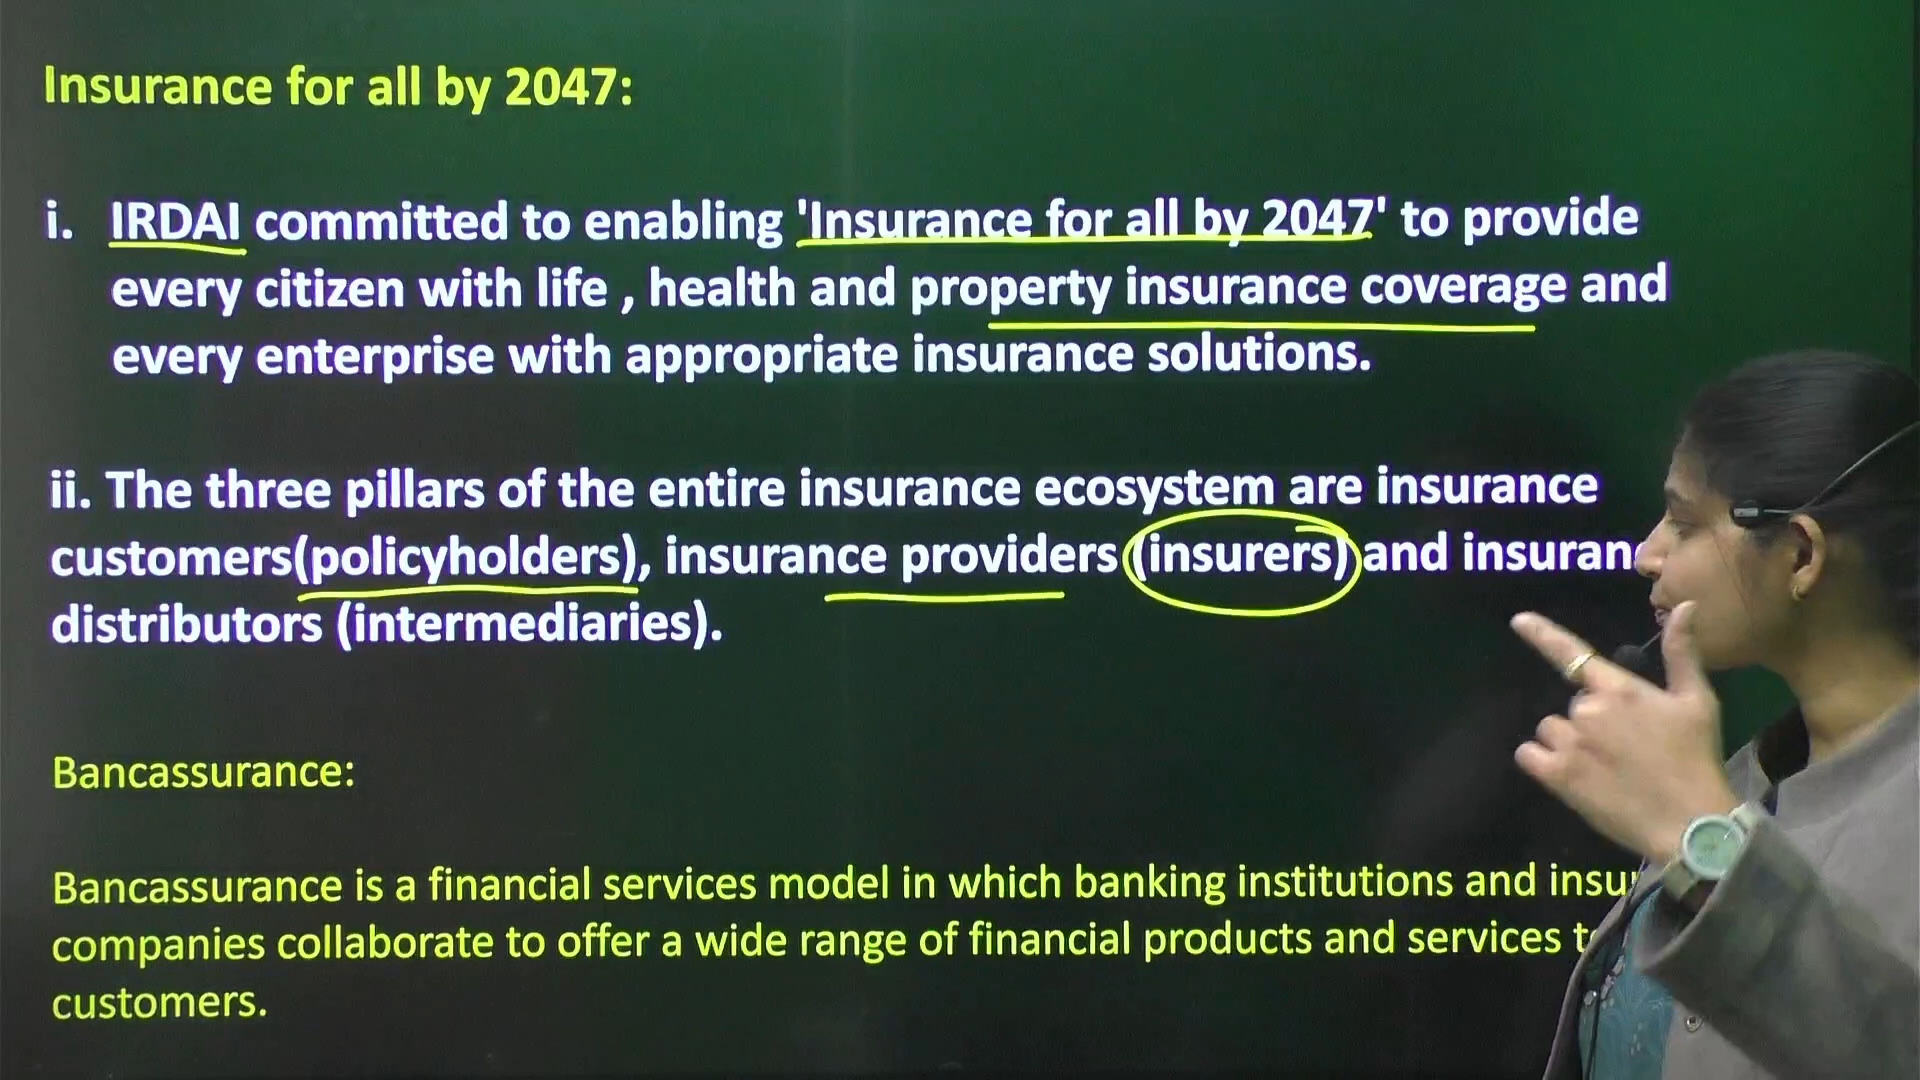 Insurance for all by 2047:
i. IRDAI committed to enabling 'Insurance for all by 2047' to provide
every citizen with life , health and property insurance coverage and
every enterprise with appropriate insurance solutions.
ii. The three pillars of the entire insurance ecosystem are insurance
customers(policyholders), insurance providers (insurers) and
distributors (intermediaries).
Bancassurance:
Bancassurance is a financial services model in which banking institutions and
companies collaborate to offer a wide range of financial products and services
customers.